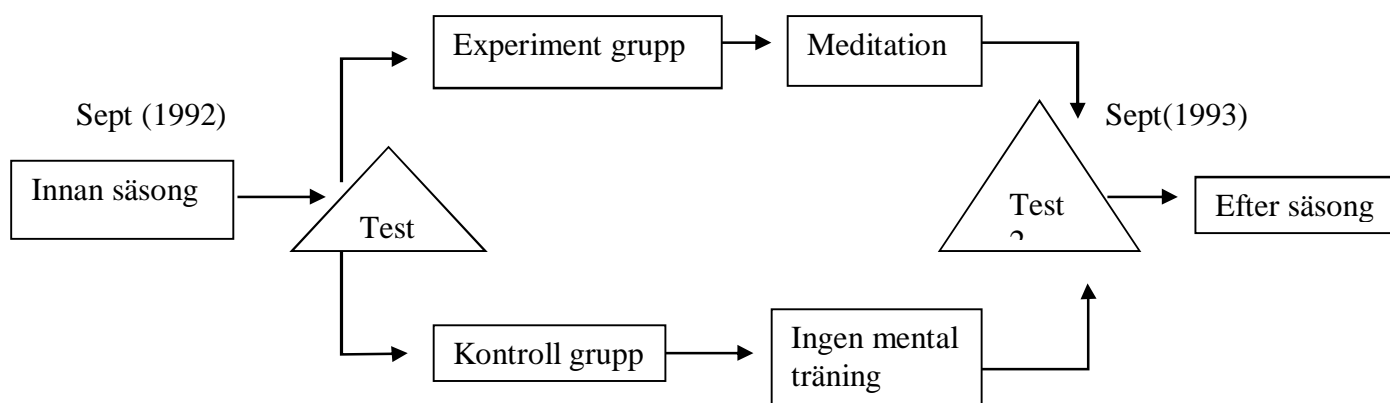 Experiment grupp
Meditation
Sept (1992)
Sept(1993)
Innan säsong
Test
Test
Efter säsong
Kontroll grupp
Ingen mental
träning